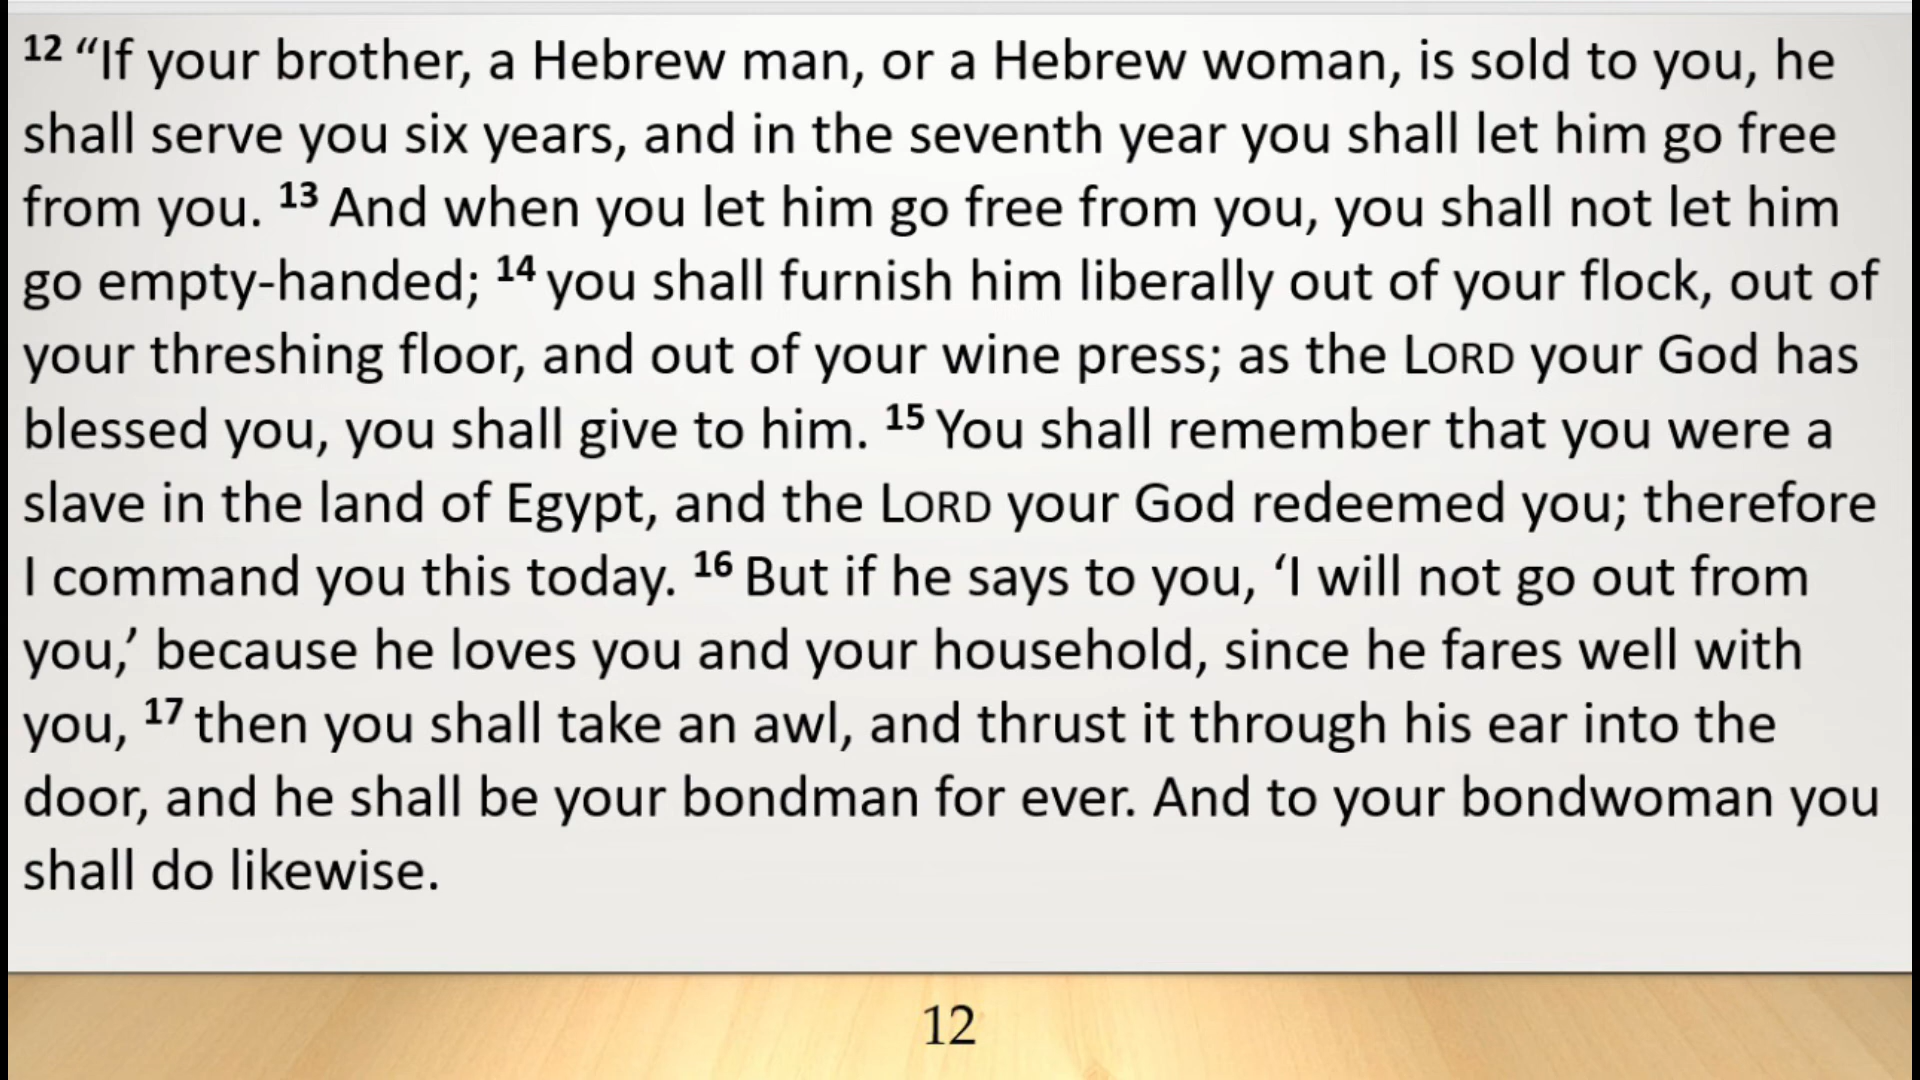 12 “If your brother, a Hebrew man, or a Hebrew woman, is sold to you, he
shall serve you six years, and in the seventh year you shall let him go free
from you. 13 And when you let him go free from you, you shall not let him
go empty-handed; 14 you shall furnish him liberally out of your flock, out of
your threshing floor, and out of your wine press; as the LORD your God has
blessed you, you shall give to him. 15 You shall remember that you were a
slave in the land of Egypt, and the LORD your God redeemed you; therefore
I command you this today. 16 But if he says to you, ‘I will not go out from
you,’ because he loves you and your household, since he fares well with
you, 17 then you shall take an awl, and thrust it through his ear into the
door, and he shall be your bondman for ever. And to your bondwoman you
shall do likewise.
12